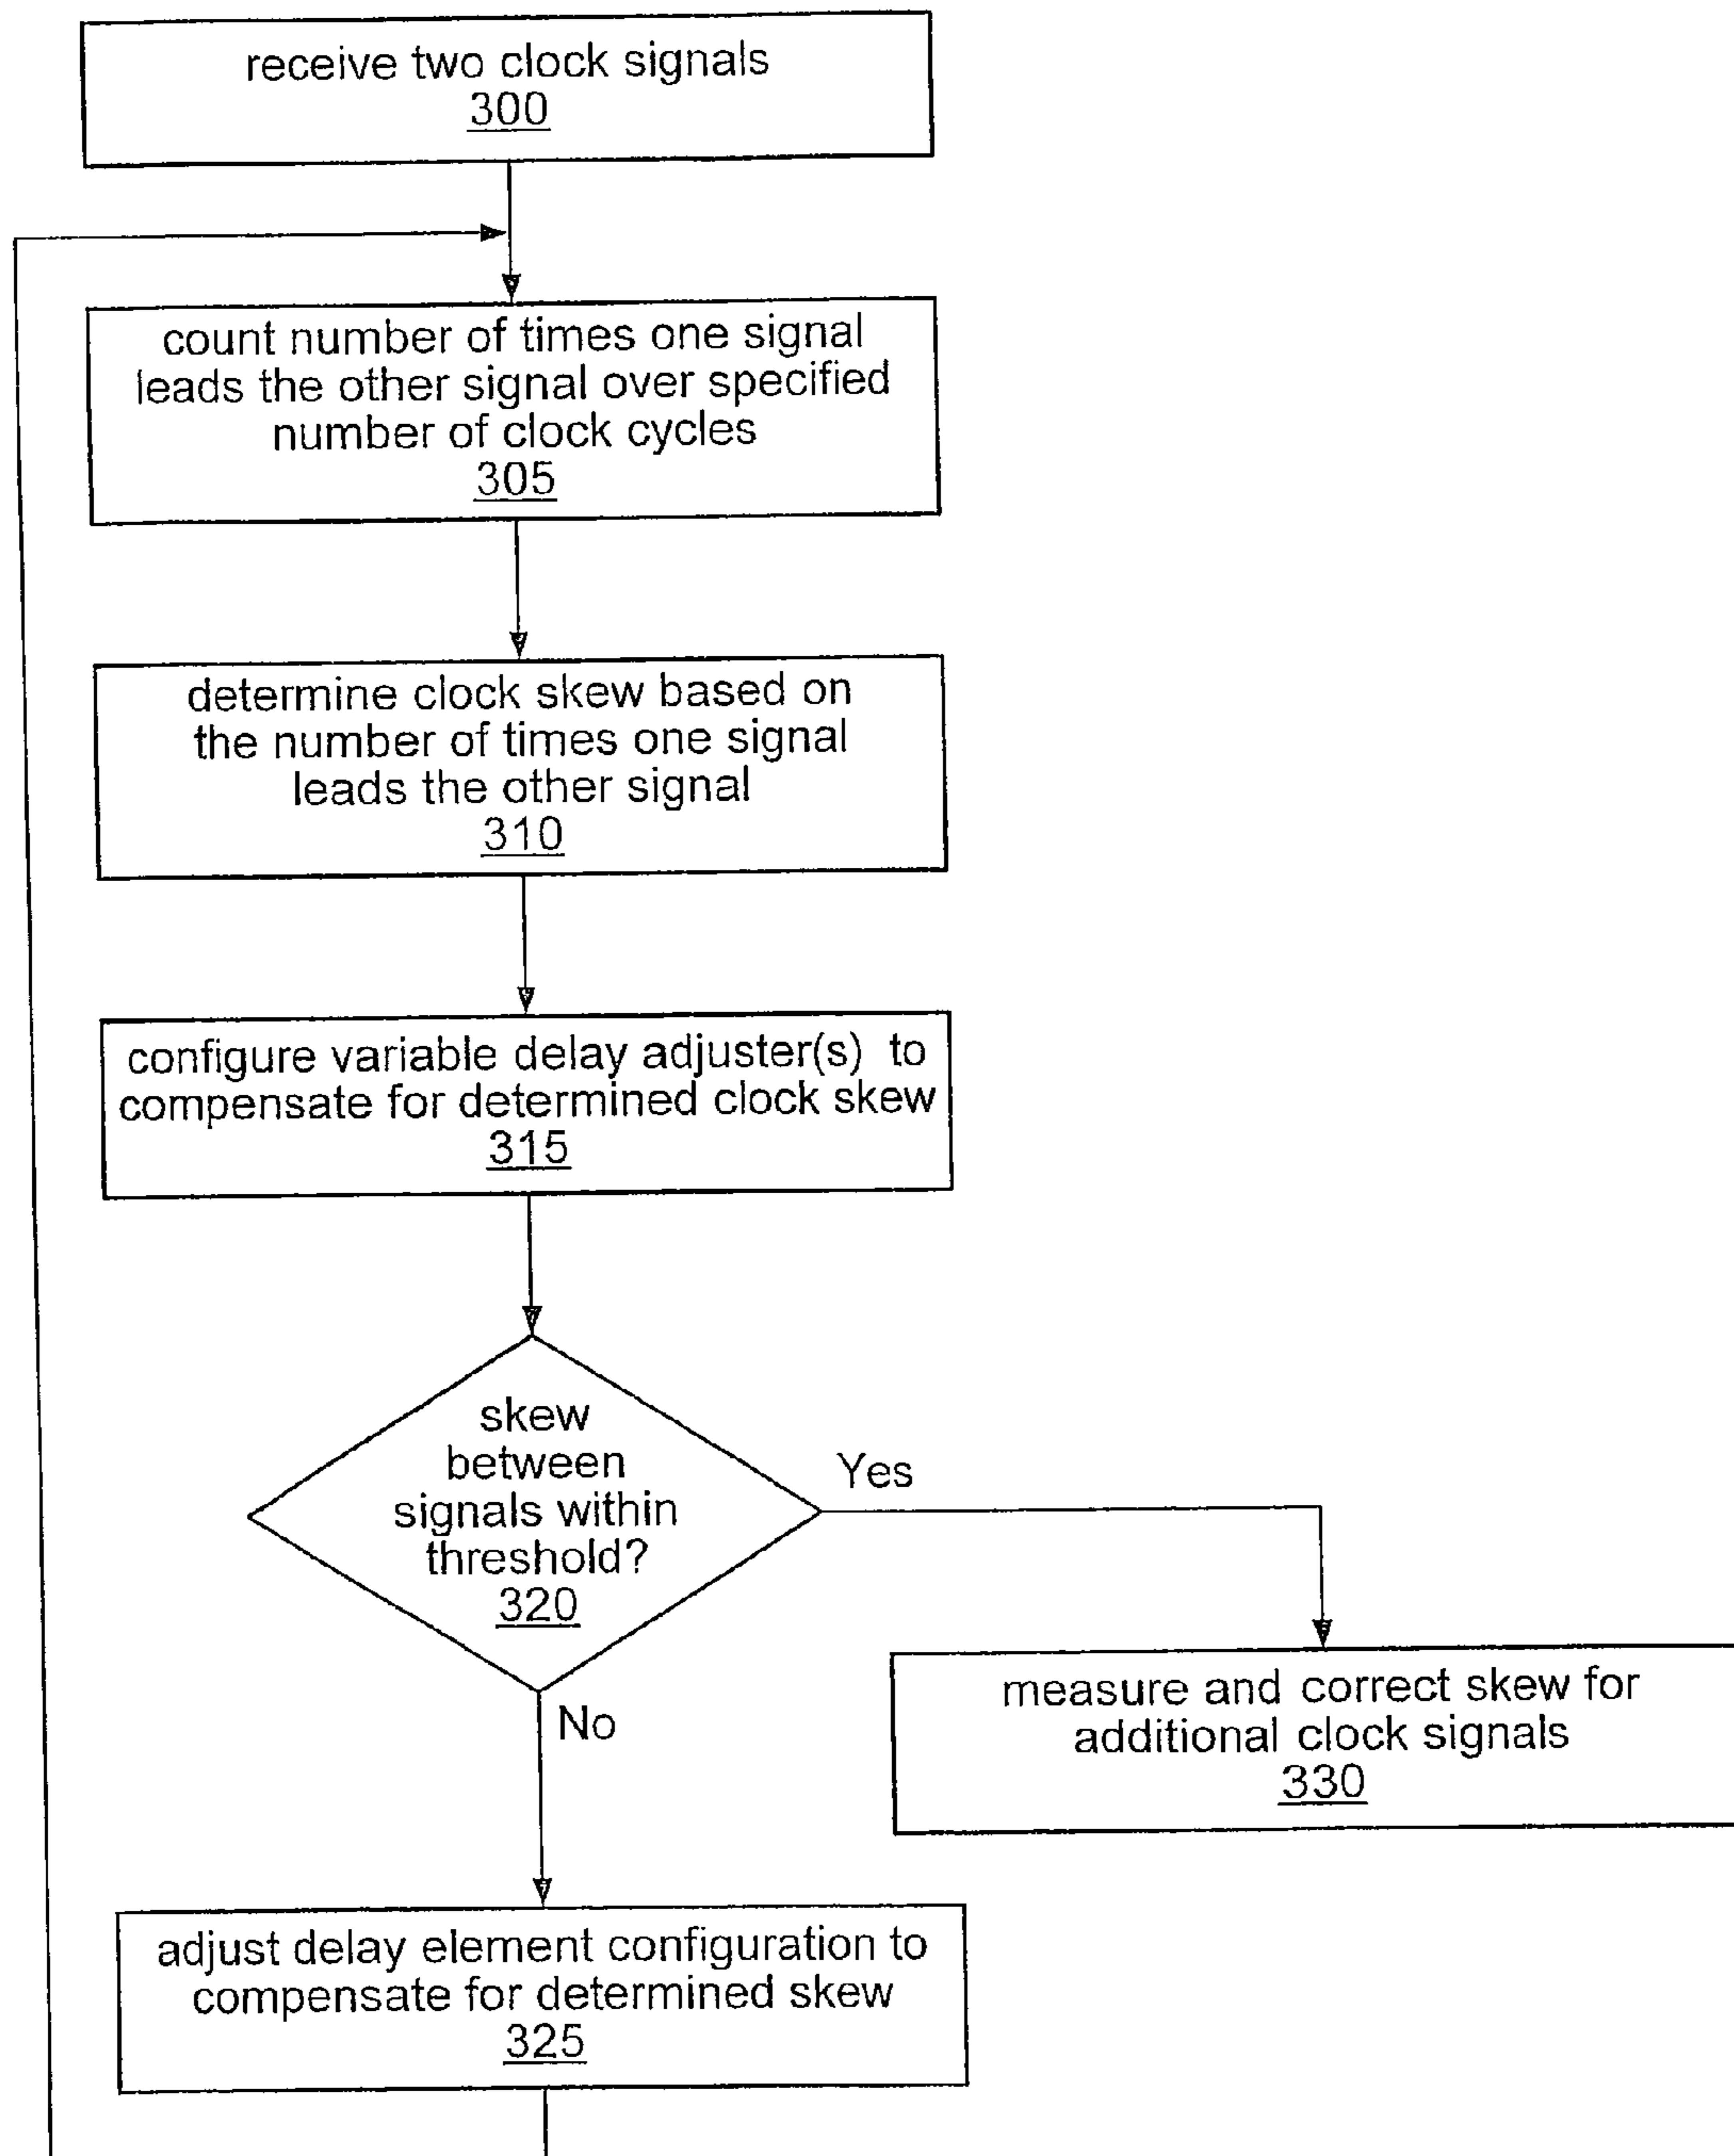 receive two clock signals
300
count number of times one signal
leads the other signal over specified
number of clock cycles
305
determine clock skew based on
the number of times one signal
leads the other signal
310
configure variable delay adjuster(s) to
compensate for determined clock skew
315
skew
between
signals within
threshold?
320
Yes
No
measure and correct skew for
additional clock signals
330
adjust delay element configuration to
compensate for determined skew
325